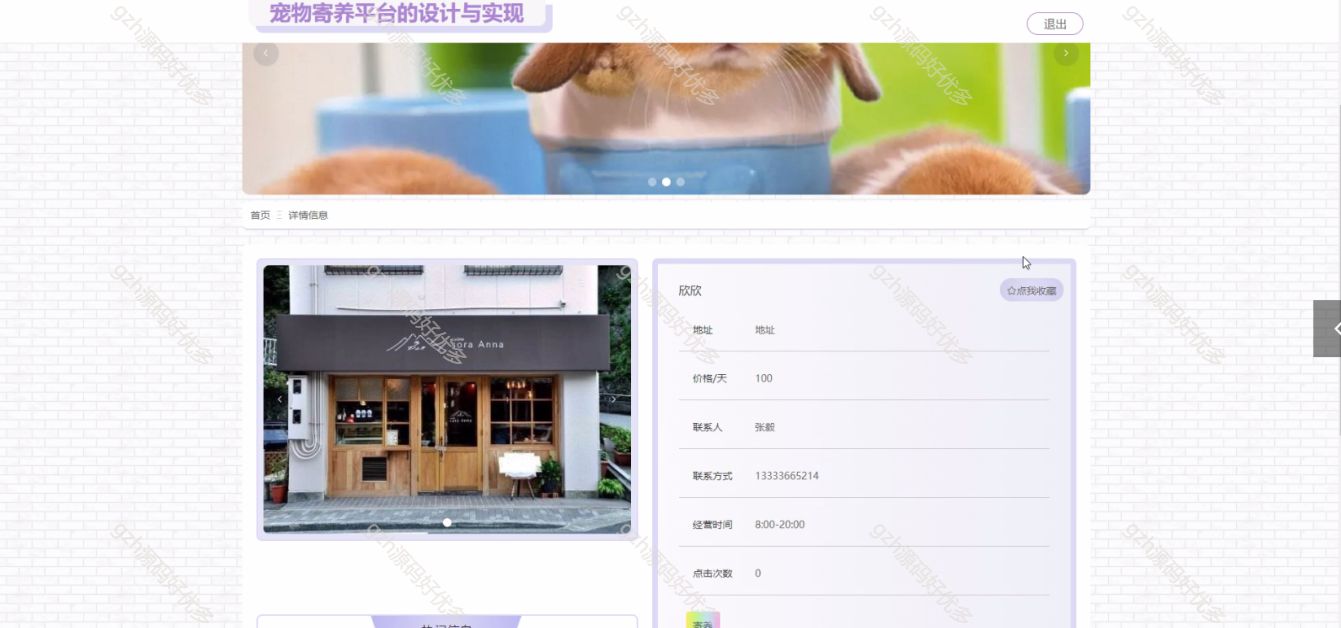 宠物寄养平台的设计与实现
退出
首页 详情信息
欣欣
☆点我收藏
地址 地址
价格/天 100
联系人 张毅
联系方式 13333665214
经营时间 8:00-20:00
点击次数 0
寄养
热门信息
gzh源码好优多